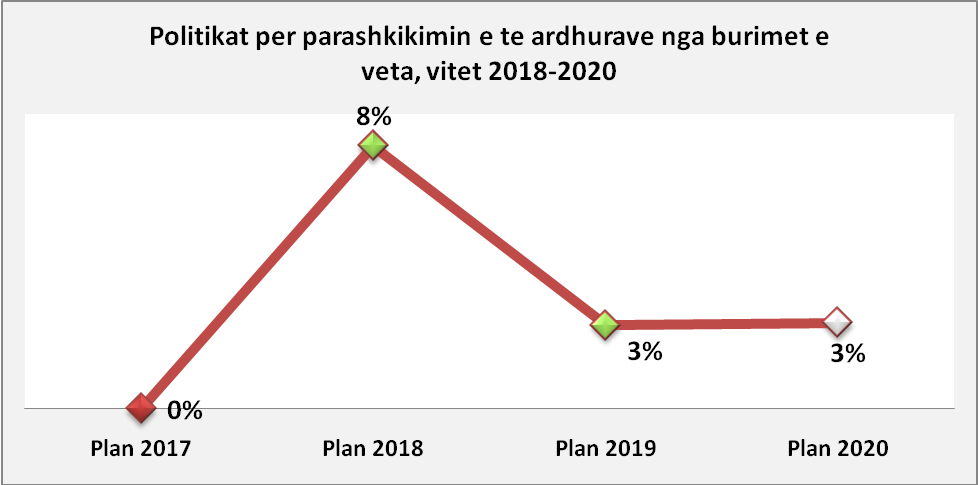 Politikat per parashkikimin e te ardhurave nga burimet e
veta, vitet 2018-2020
8%
3%
3%
0%
Plan 2017
Plan 2018
Plan 2019
Plan 2020